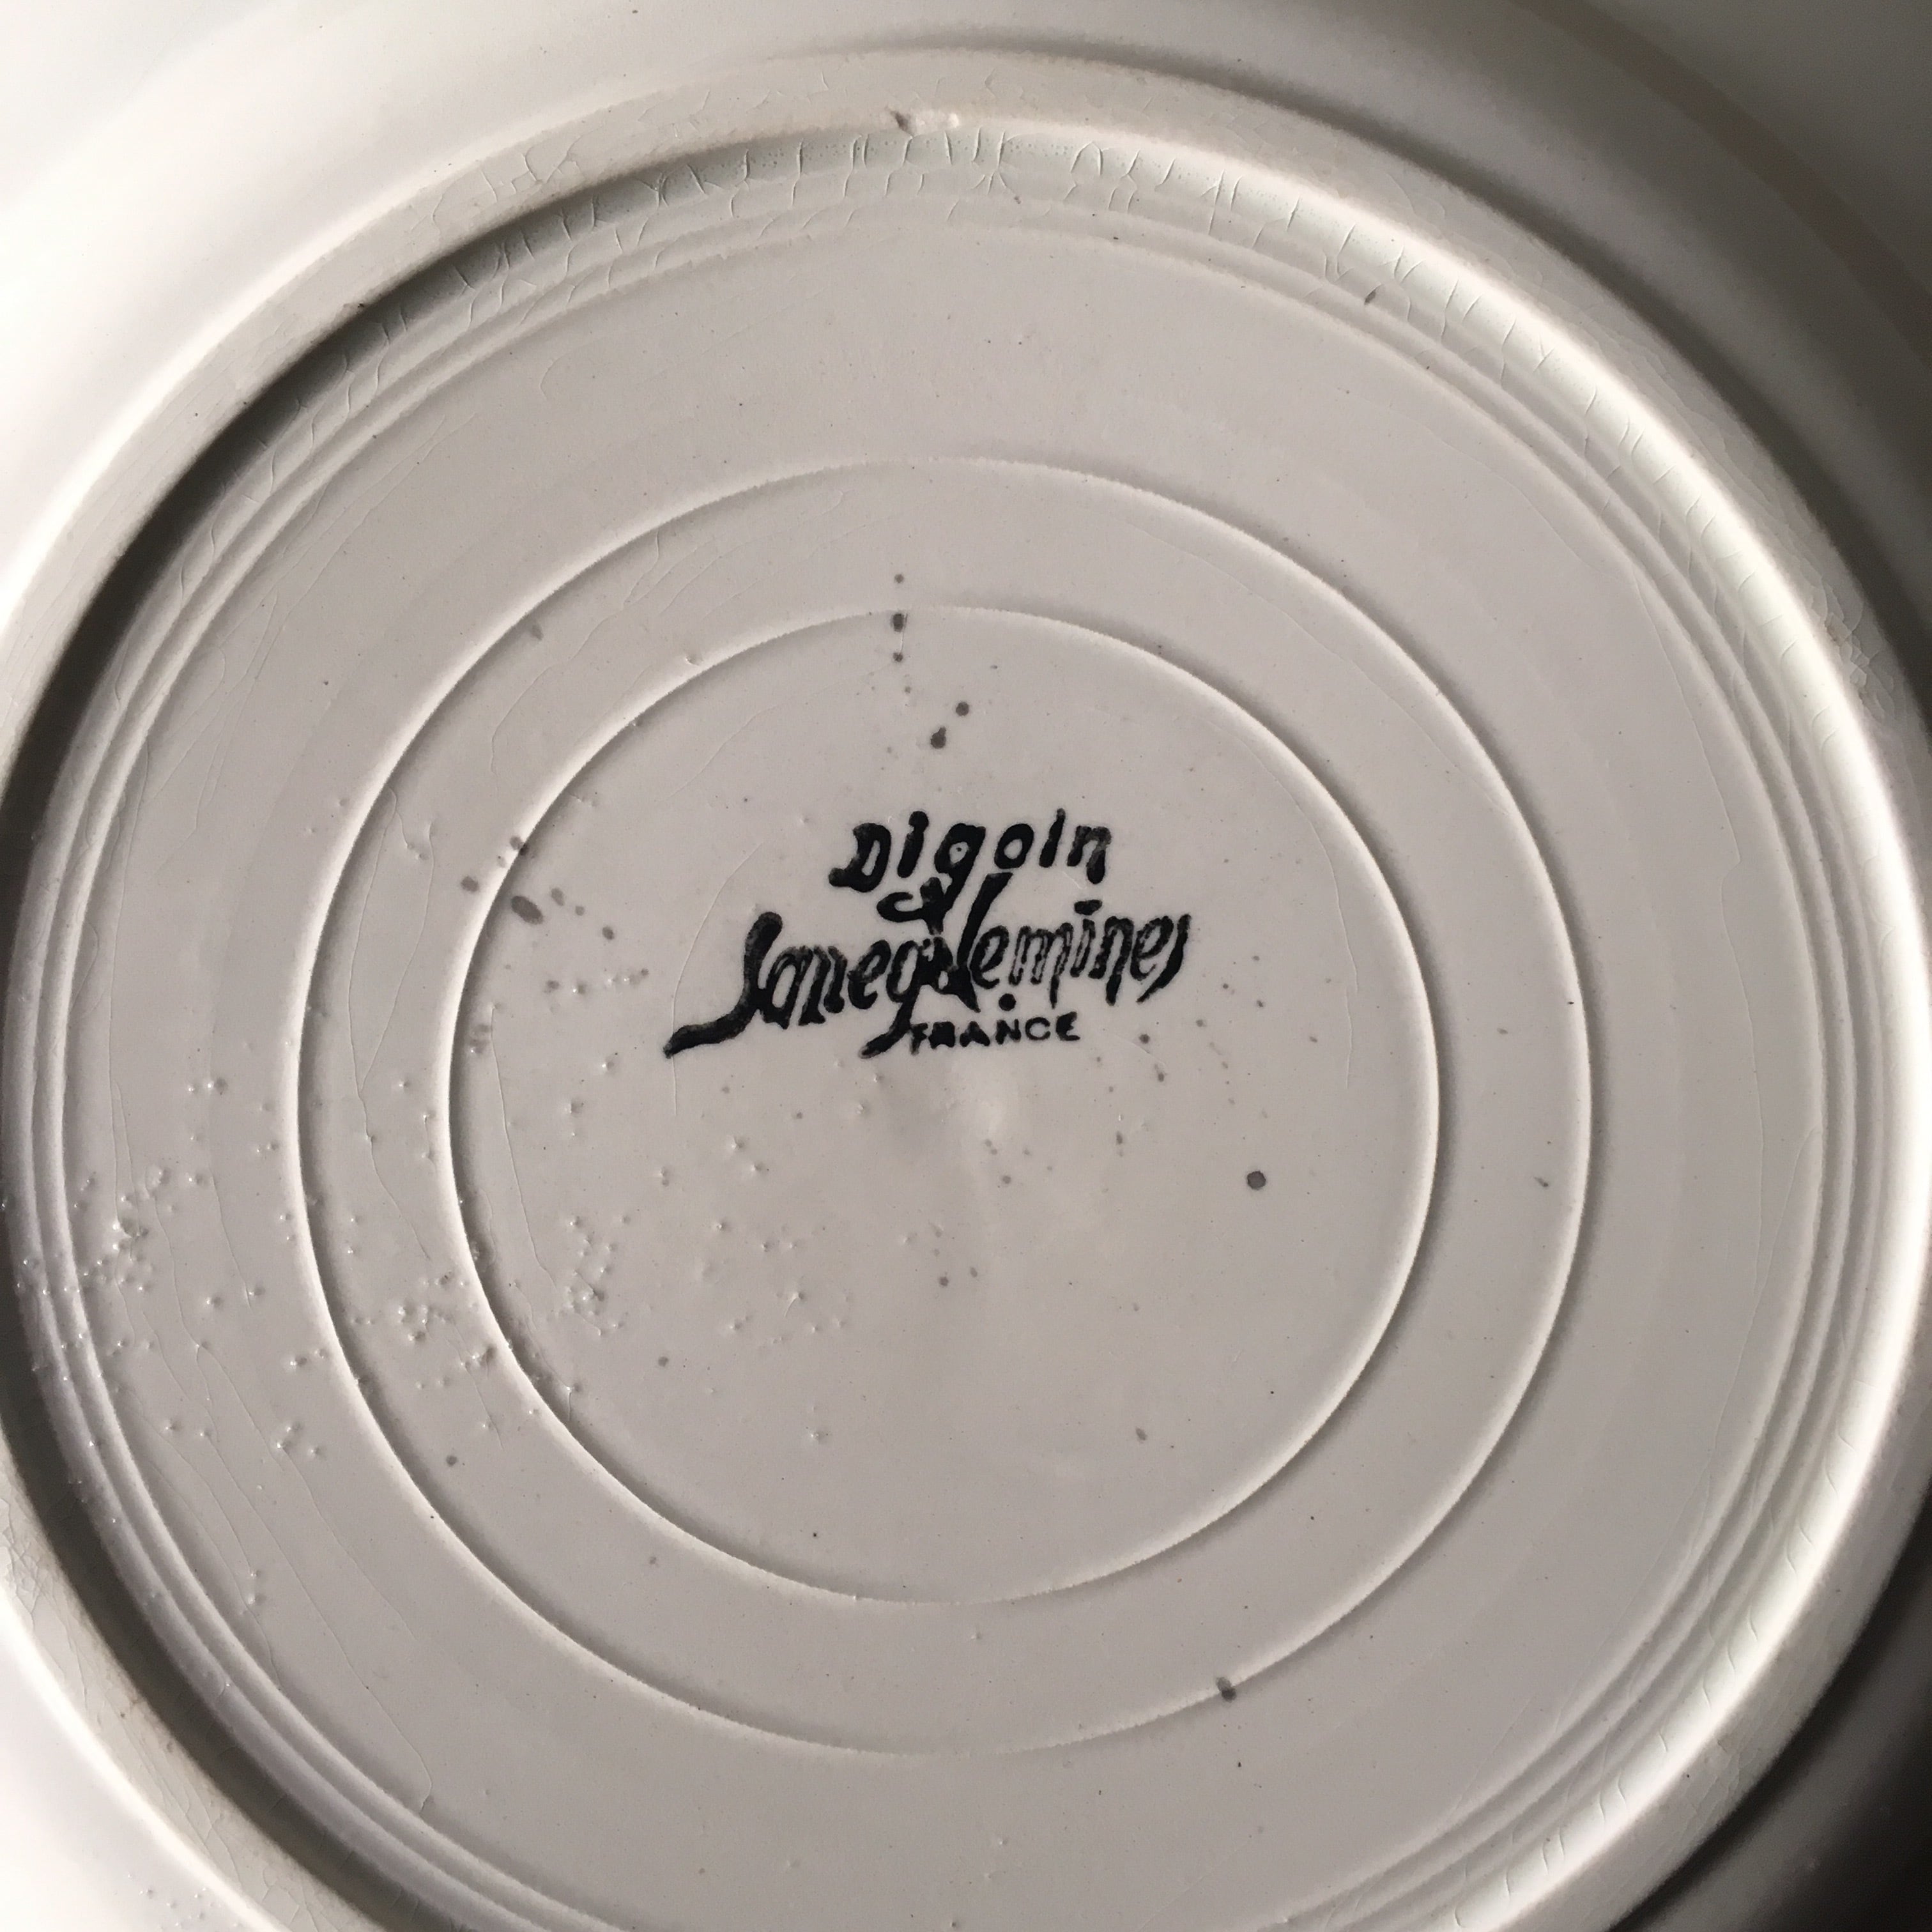 Digoin
&
Sarreguemines
FRANCE